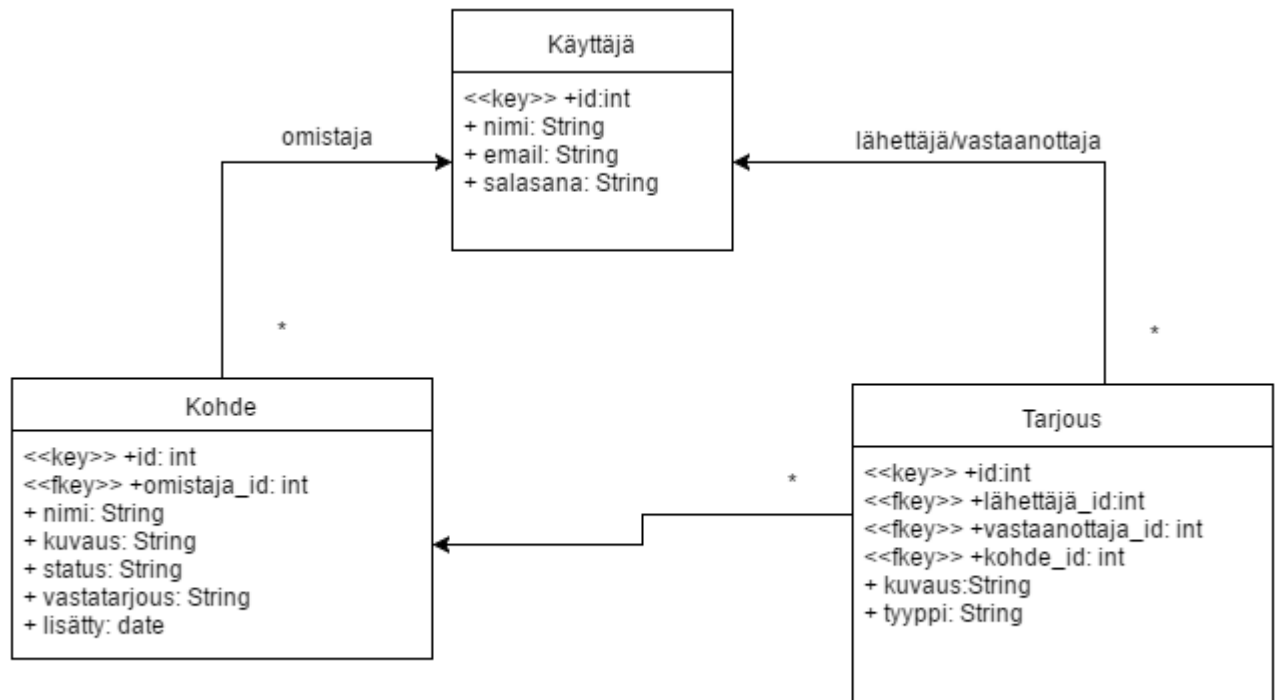 Käyttäjä
<<key>> +id:int
+ nimi: String
+ email: String
+ salasana: String
omistaja
lähettäjä/vastaanottaja
*
*
Kohde
<<key>> +id: int
<<fkey>> +omistaja_id: int
+ nimi: String
+ kuvaus: String
+ status: String
+ vastatarjous: String
+ lisätty: date
*
Tarjous
<<key>> +id:int
<<fkey>> +lähettäjä_id:int
<<fkey>> +vastaanottaja_id: int
<<fkey>> +kohde_id: int
+ kuvaus:String
+ tyyppi: String